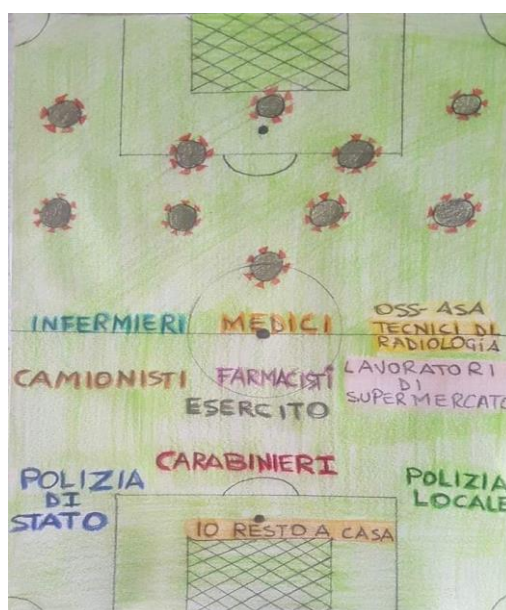 INFERMIERI
MEDICI
OSS-ASA
TECNICI DI
RADIOLOGIA
CAMIONISTI
FARMACISTI
LAVORATORI
DI
SUPERMERCATO
ESERCITO
CARABINIERI
POLIZIA
DI
STATO
POLIZIA
LOCALE
IO RESTO A CASA